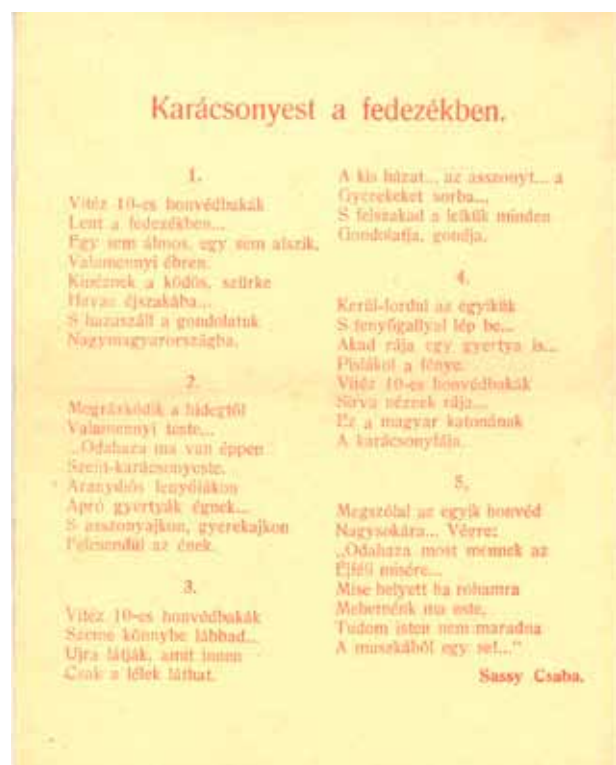 Karácsonyest a fedezékben.
1.
Vitéz 10-es honvédbakák
Lent a fedezékben...
Egy sem álmos, egy sem alszik,
Valamennyi ébren.
Kinéznek a ködös, szürke
Havas éjszakába...
S hazaszáll a gondolatuk
Nagymagyarországba.
2.
Megrázkódik a hidegtől
Valamennyi teste...
„Odahaza ma van éppen
Szent-karácsonyeste.
Aranydiós fenyőfákon
Apró gyertyák égnek...
S asszonyajkon, gyerekajkon
Felcsendül az ének.
3.
Vitéz 10-es honvédbakák
Szeme könnybe lábbad...
Ujra látják, amit innen
Csak a lélek láthat.
A kis házat.., az asszonyt... a
Gyerekeket sorba...
S felszakad a lelkük minden
Gondolatja, gondja.
4.
Kerül-fordul az egyikük
S fenyőgallyal lép be...
Akad rája egy gyertya is...
Pislákol a fénye.
Vitéz 10-es honvédbakák
Sirva néznek rája...
Ez a magyar katonának
A karácsonyfája.
5.
Megszólal az egyik honvéd
Nagysokára... Végre:
„Odahaza most mennek az
Éjféli misére...
Mise helyett ha rohamra
Mehetnénk ma este,
Tudom isten nem maradna
A muszkából egy se!..."
Sassy Csaba.